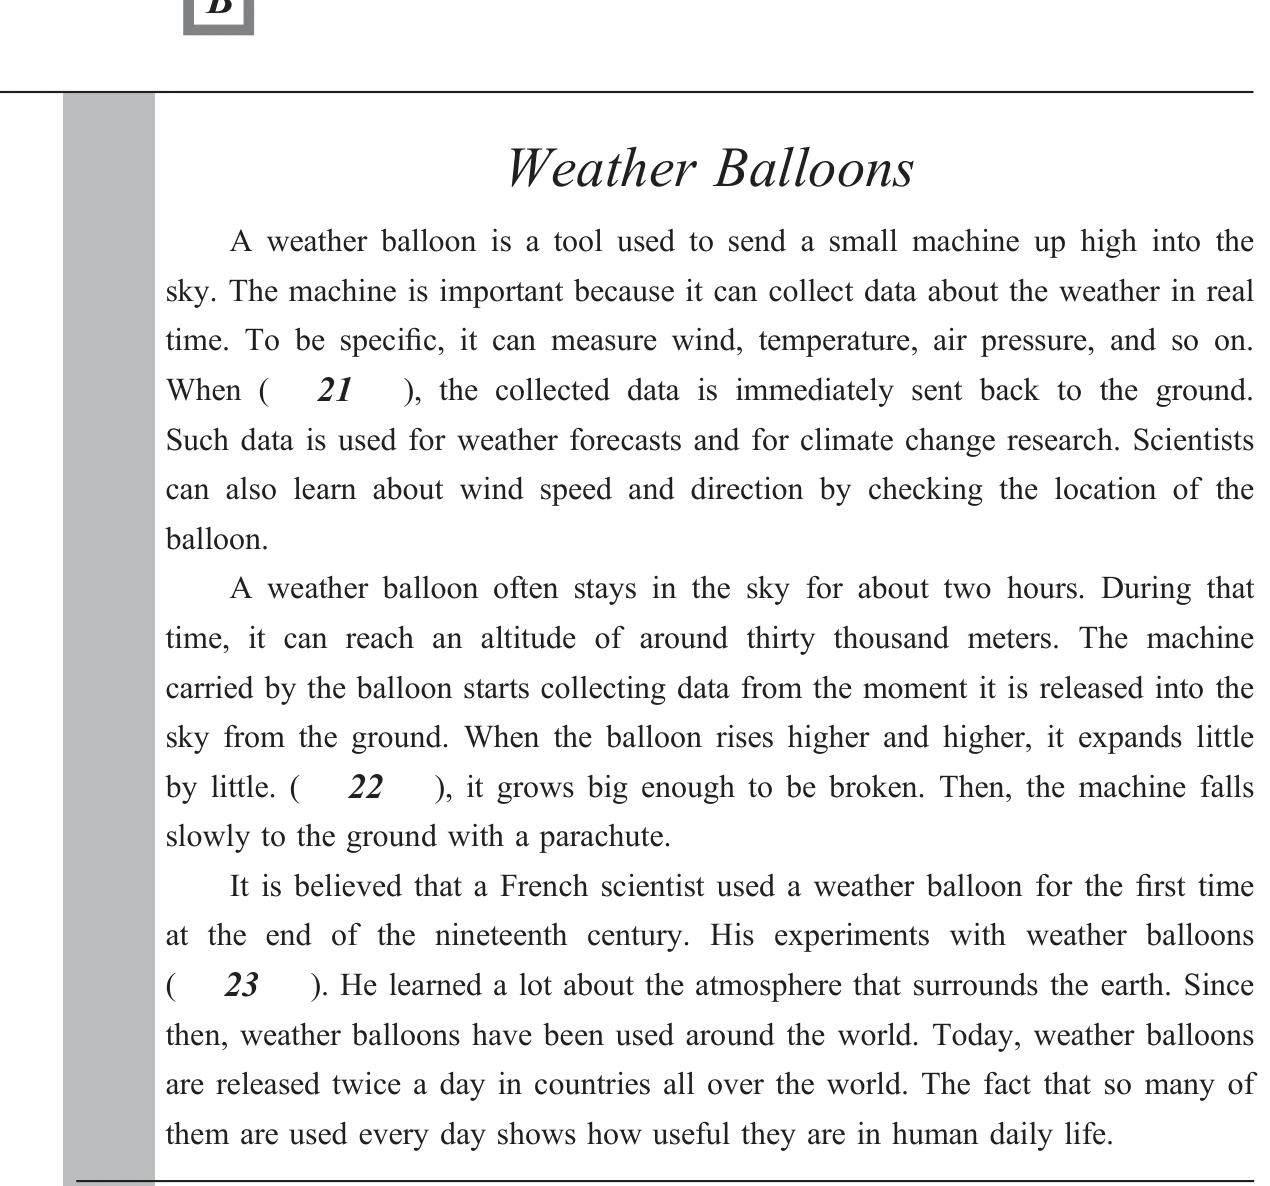 B
Weather Balloons
A weather balloon is a tool used to send a small machine up high into the
sky. The machine is important because it can collect data about the weather in real
time. To be specific, it can measure wind, temperature, air pressure, and so on.
When ( 21 ), the collected data is immediately sent back to the ground.
Such data is used for weather forecasts and for climate change research. Scientists
can also learn about wind speed and direction by checking the location of the
balloon.
A weather balloon often stays in the sky for about two hours. During that
time, it can reach an altitude of around thirty thousand meters. The machine
carried by the balloon starts collecting data from the moment it is released into the
sky from the ground. When the balloon rises higher and higher, it expands little
by little. ( 22 ), it grows big enough to be broken. Then, the machine falls
slowly to the ground with a parachute.
It is believed that a French scientist used a weather balloon for the first time
at the end of the nineteenth century. His experiments with weather balloons
( 23 ). He learned a lot about the atmosphere that surrounds the earth. Since
then, weather balloons have been used around the world. Today, weather balloons
are released twice a day in countries all over the world. The fact that so many of
them are used every day shows how useful they are in human daily life.